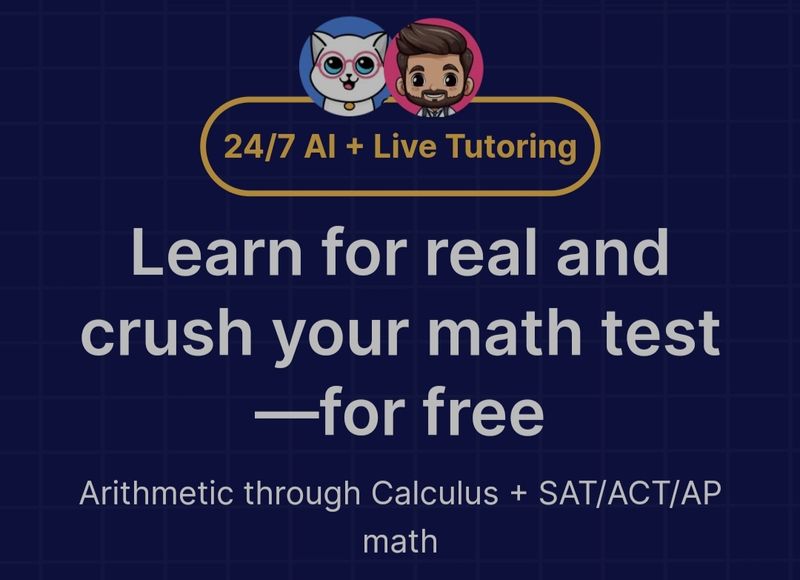 24/7 AI + Live Tutoring
Learn for real and
crush your math test
—for free
Arithmetic through Calculus + SAT/ACT/AP
math